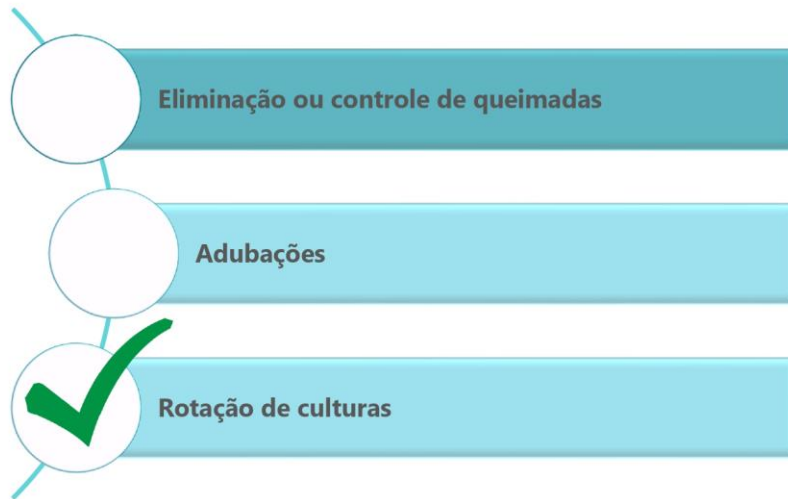 Eliminação ou controle de queimadas
Adubações
Rotação de culturas